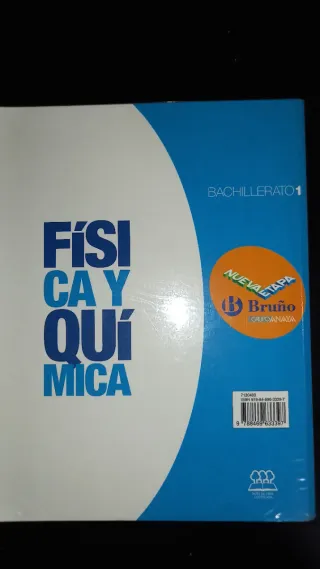 BACHILLERATO 1
FÍSI
CA Y
QUÍ
MICA
NUEVA ETAPA
Bruño
GRUPO ANAYA